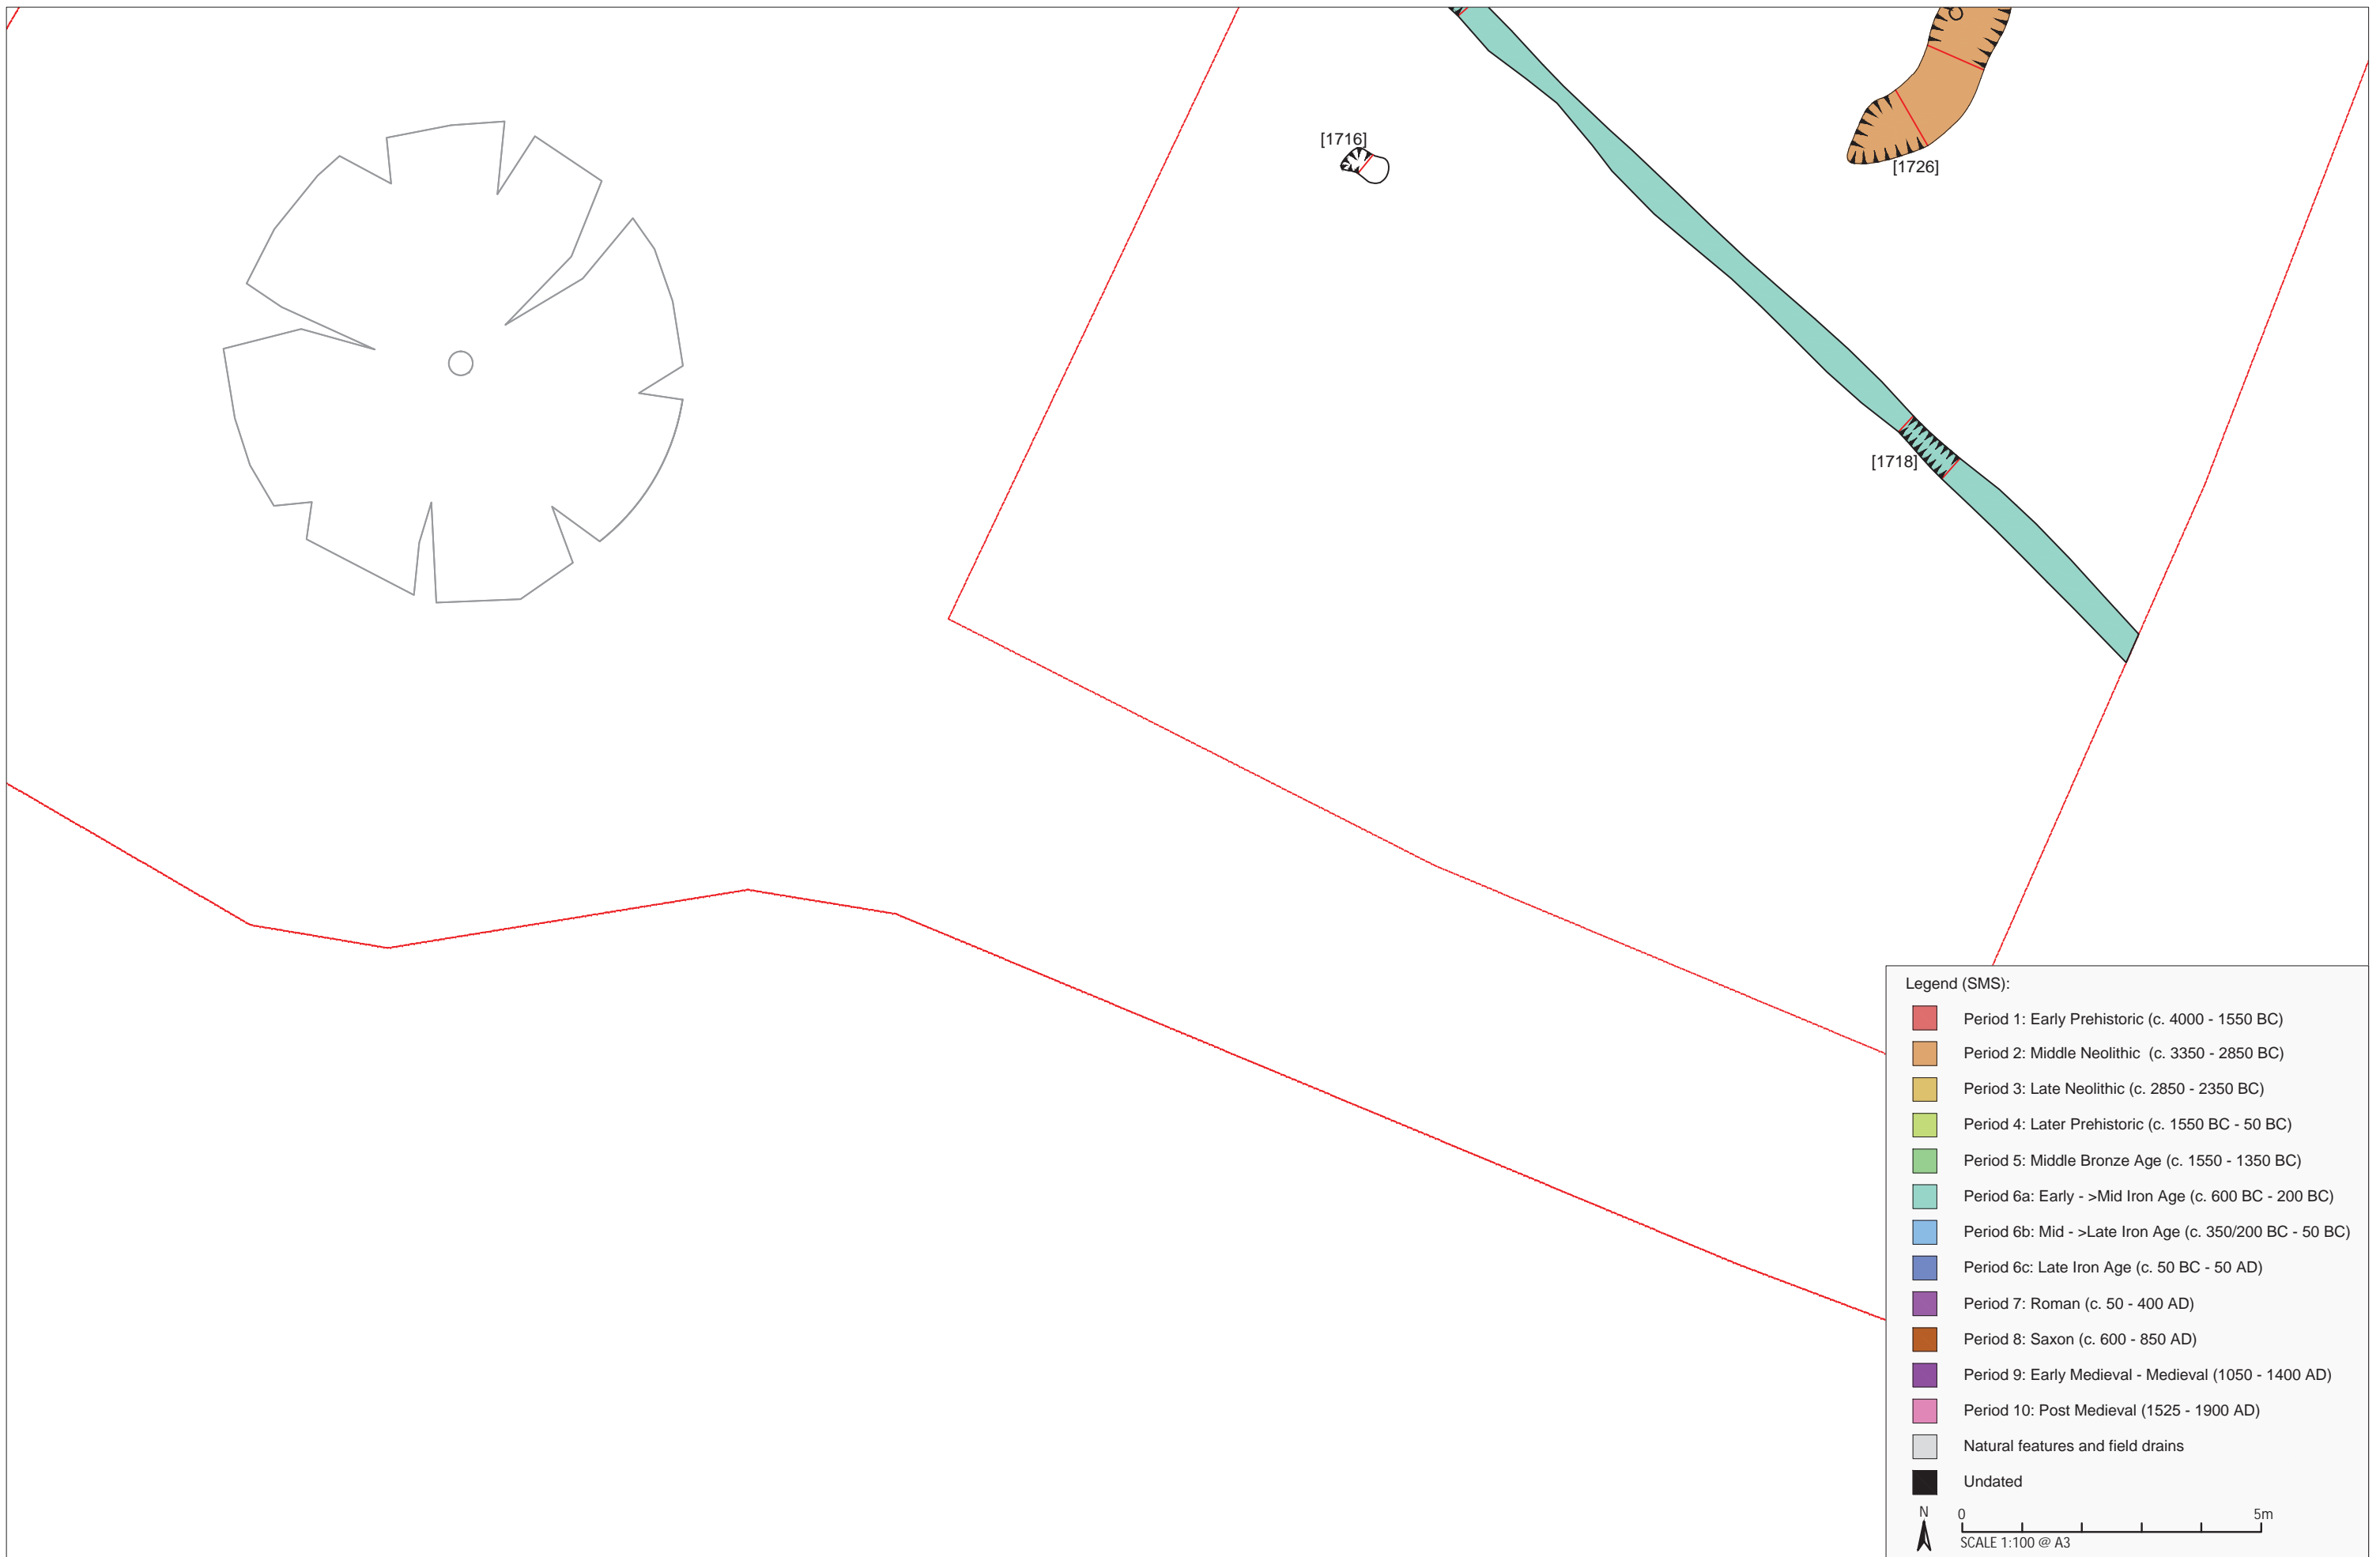 [1716]
[1726]
[1718]
Legend (SMS):
Period 1: Early Prehistoric (c. 4000 - 1550 BC)
Period 2: Middle Neolithic (c. 3350 - 2850 BC)
Period 3: Late Neolithic (c. 2850 - 2350 BC)
Period 4: Later Prehistoric (c. 1550 BC - 50 BC)
Period 5: Middle Bronze Age (c. 1550 - 1350 BC)
Period 6a: Early - >Mid Iron Age (c. 600 BC - 200 BC)
Period 6b: Mid - >Late Iron Age (c. 350/200 BC - 50 BC)
Period 6c: Late Iron Age (c. 50 BC - 50 AD)
Period 7: Roman (c. 50 - 400 AD)
Period 8: Saxon (c. 600 - 850 AD)
Period 9: Early Medieval - Medieval (1050 - 1400 AD)
Period 10: Post Medieval (1525 - 1900 AD)
Natural features and field drains
Undated
N 0 5m
SCALE 1:100 @ A3